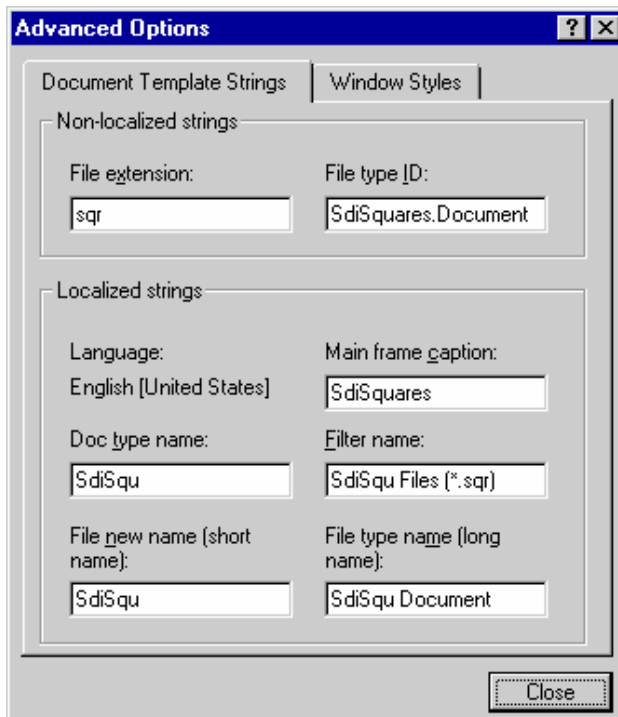 Advanced Options
Document Template Strings Window Styles
Non-localized strings
File extension: File type ID:
sqr SdiSquares.Document
Localized strings
Language: Main frame caption:
English [United States] SdiSquares
Doc type name: Filter name:
SdiSqu SdiSqu Files (*.sqr)
File new name (short File type name (long
name): name):
SdiSqu SdiSqu Document
Close